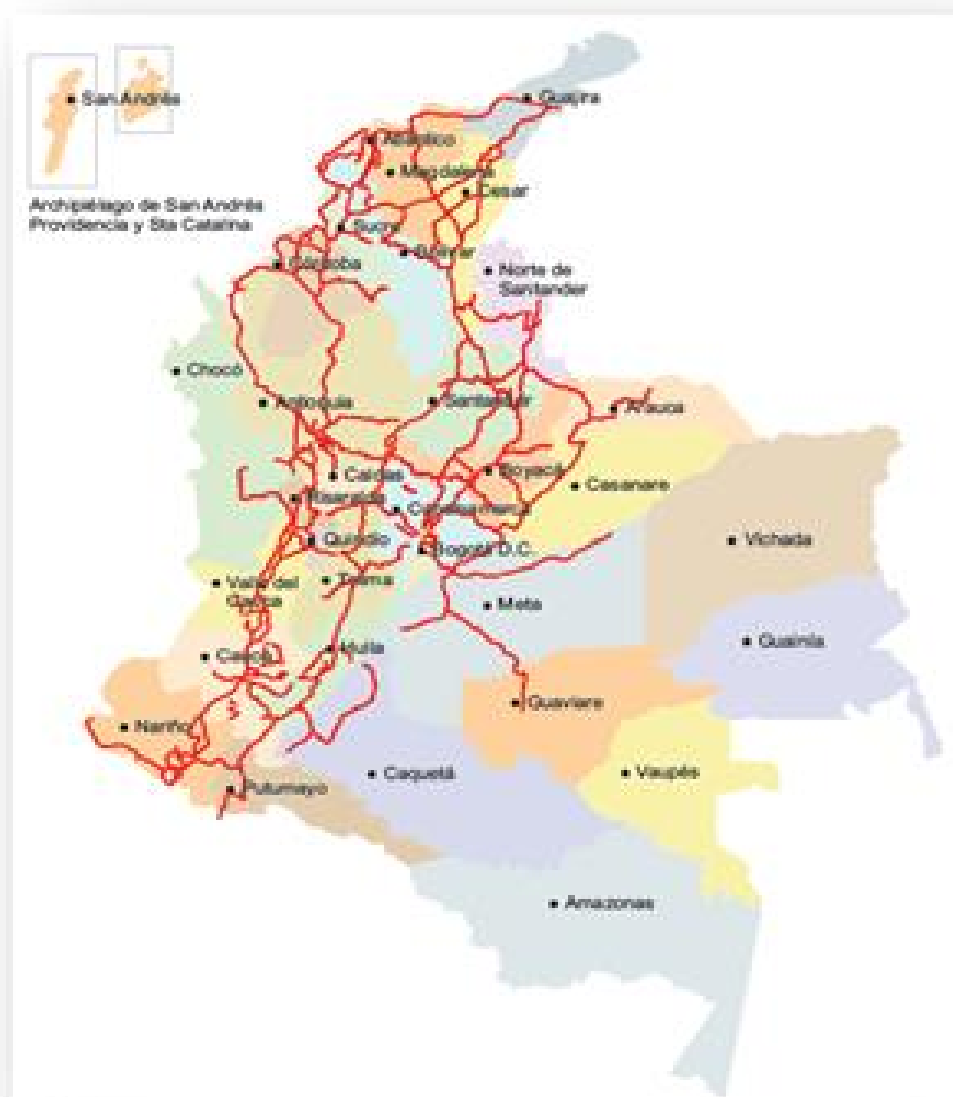 San Andrés
Guajira
Atlántico
Magdalena
Cesar
Archipiélago de San Andrés
Providencia y Sta Catalina
Sucre
Bolívar
Córdoba
Norte de
Santander
Chocó
Antioquia
Santander
Arauca
Caldas
Boyacá
Casanare
Risaralda
Cundinamarca
Quindío
Bogotá D.C.
Vichada
Valle del
Cauca
Tolima
Meta
Guainía
Cauca
Huila
Guaviare
Nariño
Caquetá
Vaupés
Putumayo
Amazonas